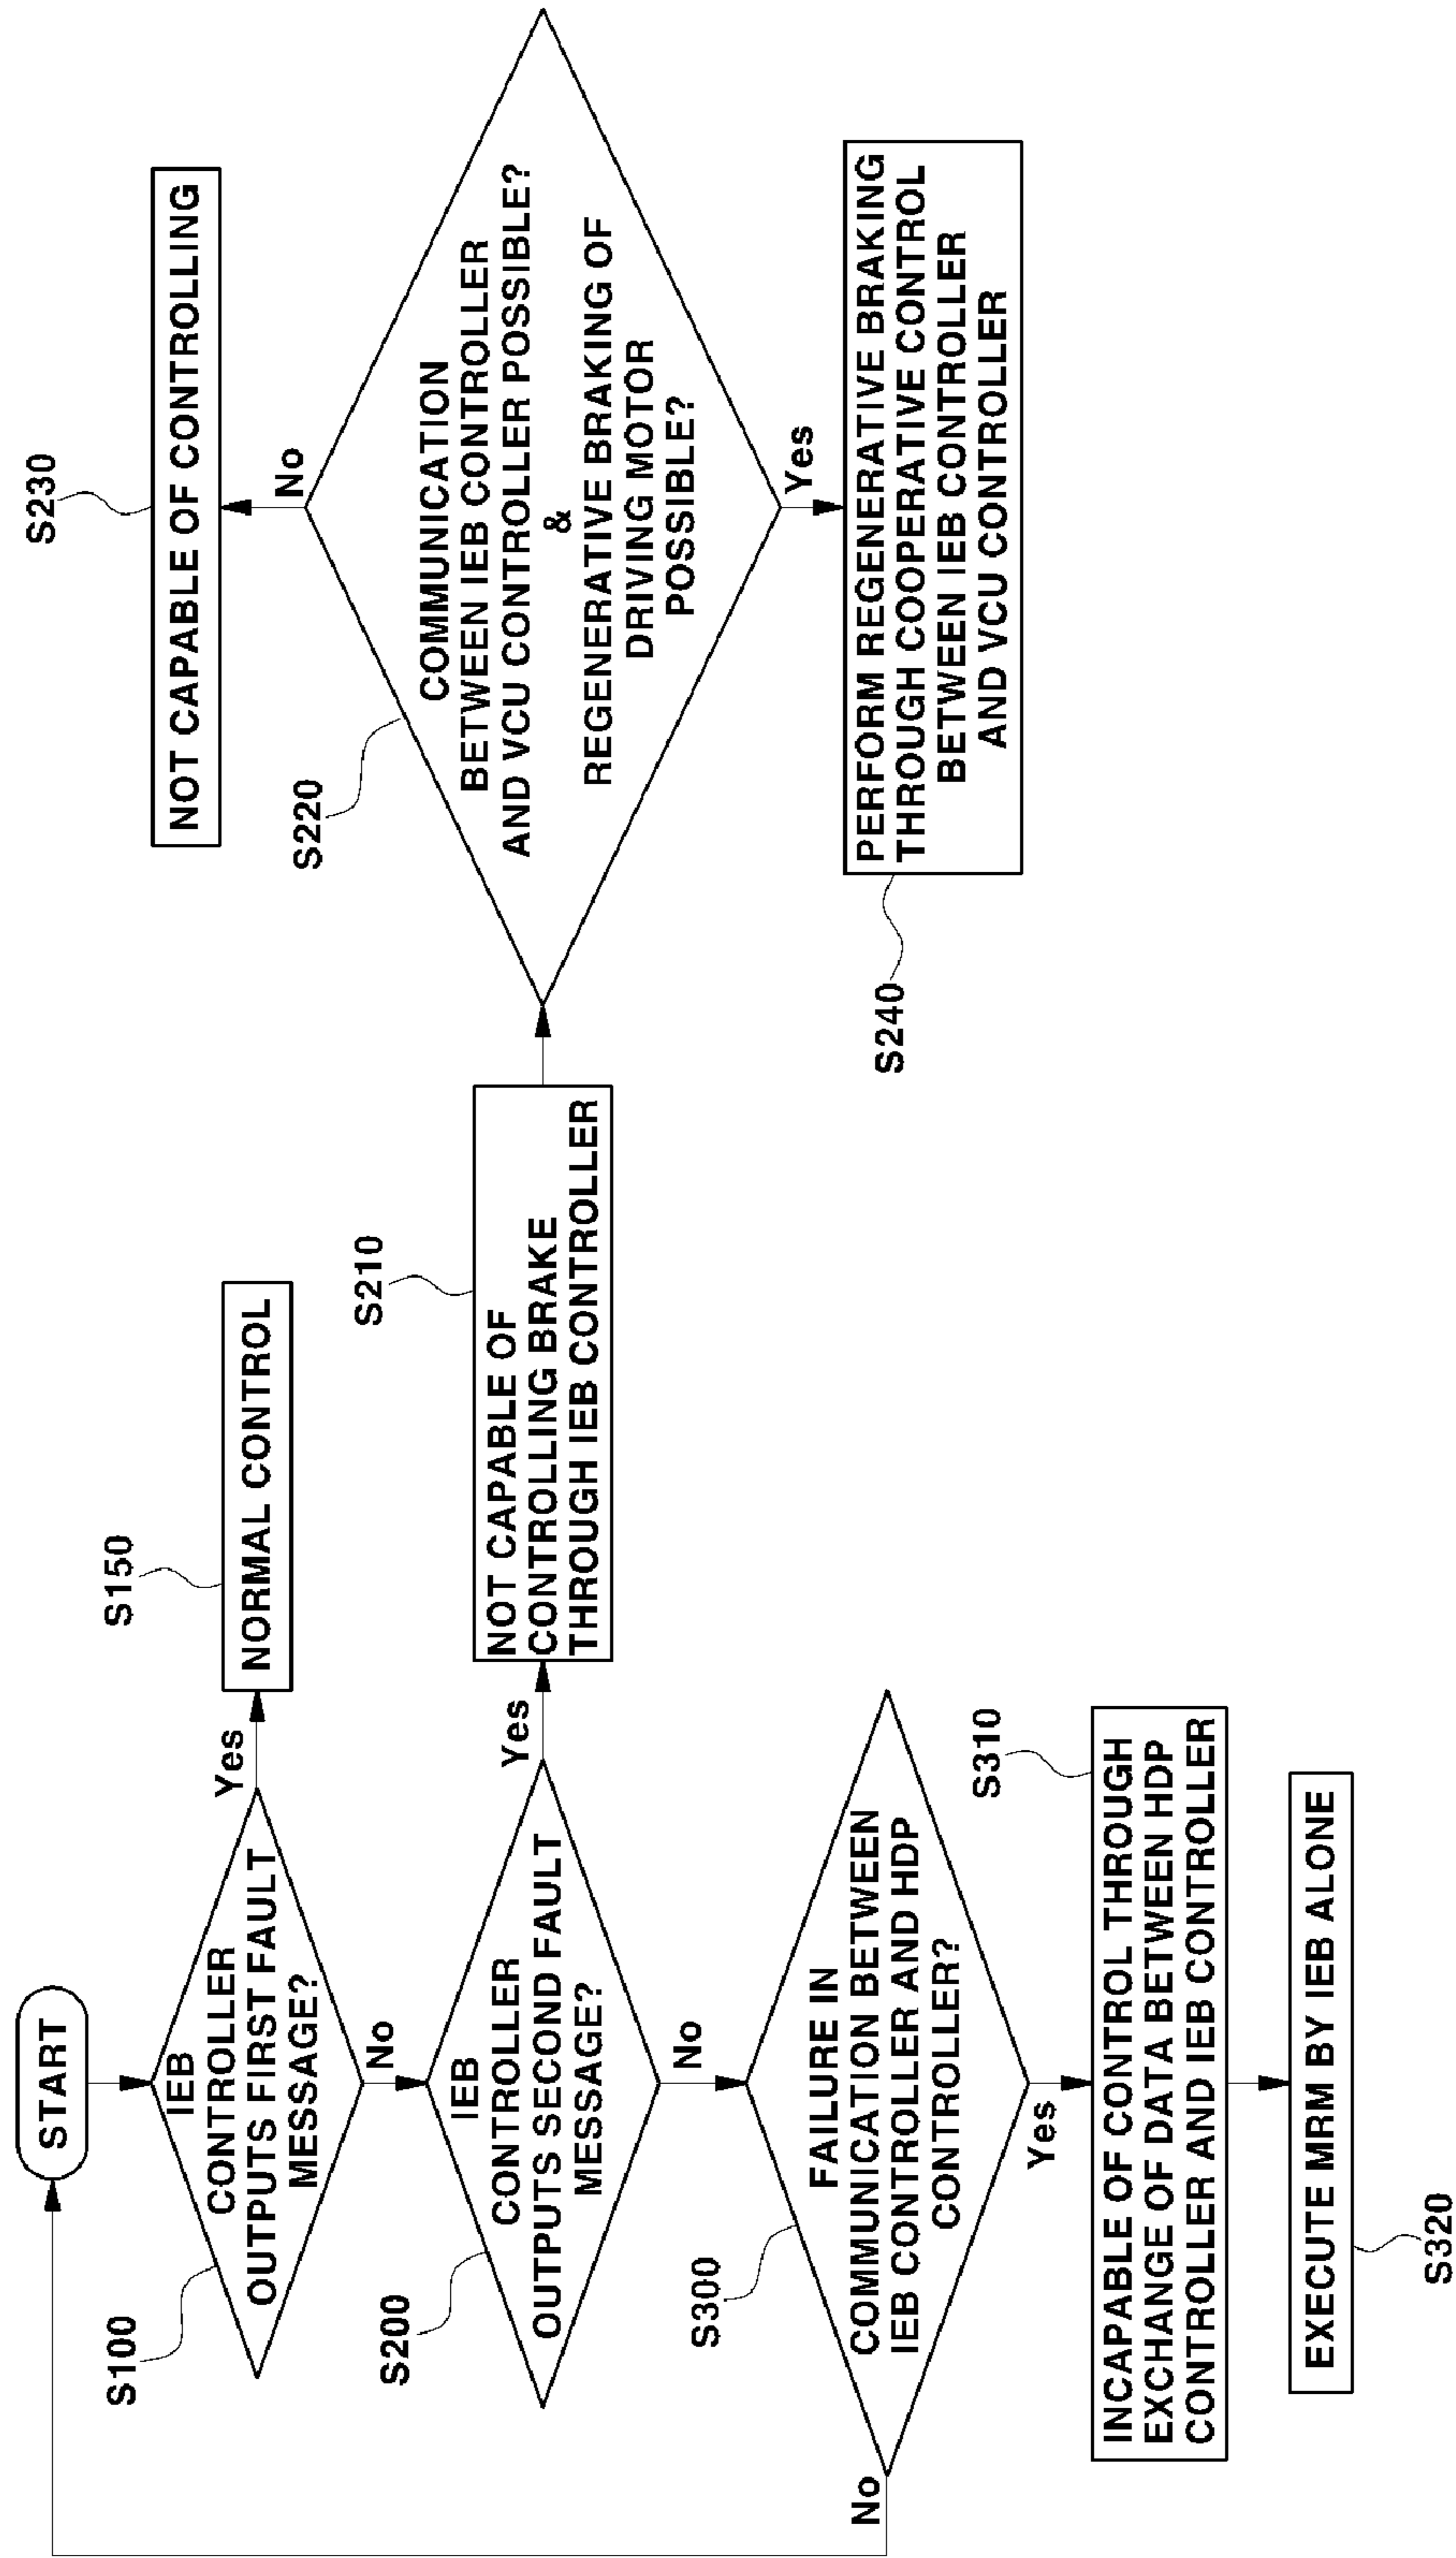 START
S100
IEB
CONTROLLER
OUTPUTS FIRST FAULT
MESSAGE?
Yes
S150
NORMAL CONTROL
No
S200
IEB
CONTROLLER
OUTPUTS SECOND FAULT
MESSAGE?
Yes
S210
NOT CAPABLE OF
CONTROLLING BRAKE
THROUGH IEB CONTROLLER
S220
COMMUNICATION
BETWEEN IEB CONTROLLER
AND VCU CONTROLLER POSSIBLE?
&
REGENERATIVE BRAKING OF
DRIVING MOTOR
POSSIBLE?
No
S230
NOT CAPABLE OF CONTROLLING
Yes
S240
PERFORM REGENERATIVE BRAKING
THROUGH COOPERATIVE CONTROL
BETWEEN IEB CONTROLLER
AND VCU CONTROLLER
No
S300
FAILURE IN
COMMUNICATION BETWEEN
IEB CONTROLLER AND HDP
CONTROLLER?
No
Yes
S310
INCAPABLE OF CONTROL THROUGH
EXCHANGE OF DATA BETWEEN HDP
CONTROLLER AND IEB CONTROLLER
EXECUTE MRM BY IEB ALONE
S320